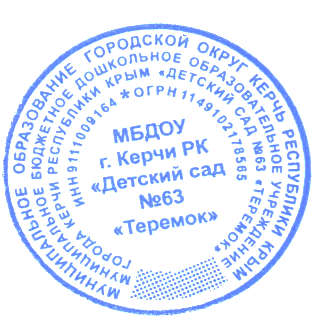 МУНИЦИПАЛЬНОЕ ОБРАЗОВАНИЕ ГОРОДСКОЙ ОКРУГ КЕРЧЬ РЕСПУБЛИКИ КРЫМ
МУНИЦИПАЛЬНОЕ БЮДЖЕТНОЕ ДОШКОЛЬНОЕ ОБРАЗОВАТЕЛЬНОЕ УЧРЕЖДЕНИЕ
ГОРОДА КЕРЧИ РЕСПУБЛИКИ КРЫМ «ДЕТСКИЙ САД №63 «ТЕРЕМОК»
ИНН 9111009164 * ОГРН 1149102178565
МБДОУ
г. Керчи РК
«Детский сад
№63
«Теремок»